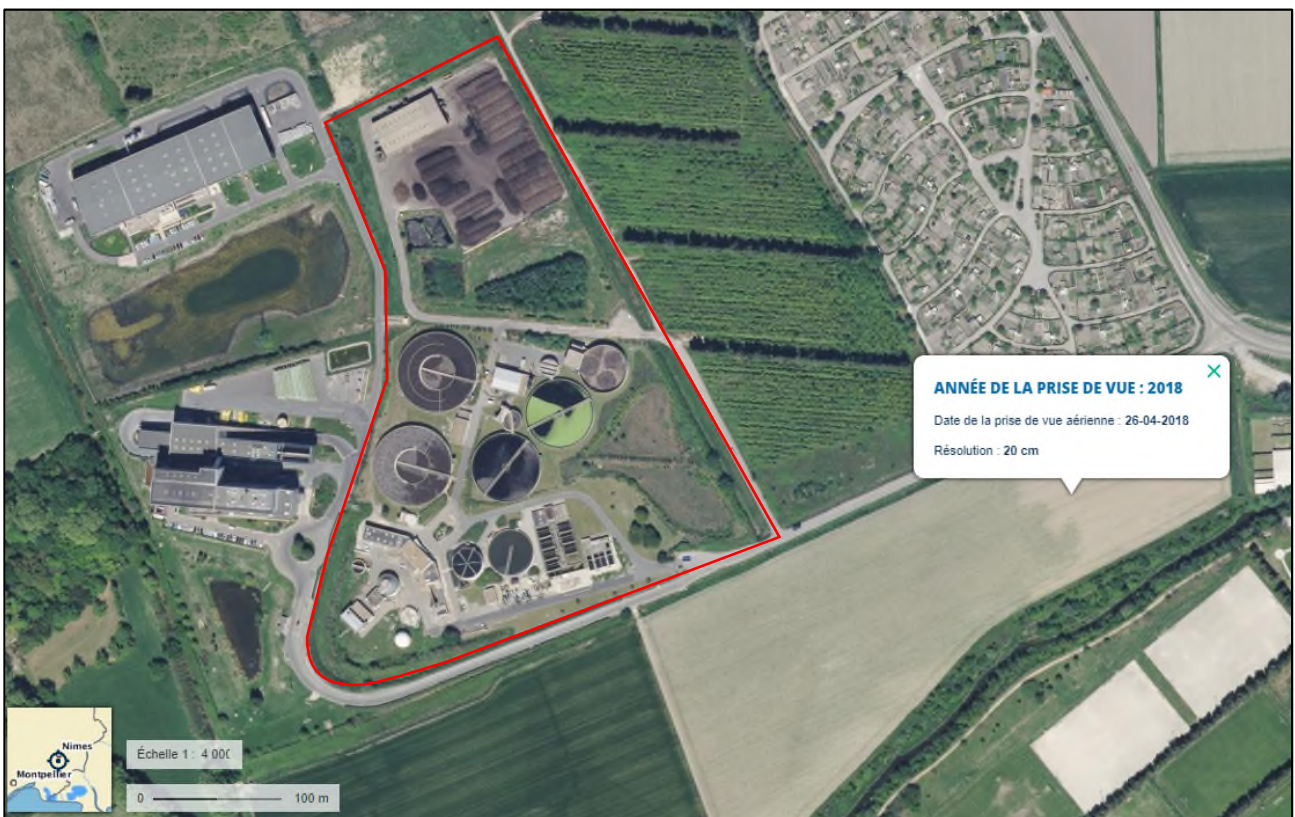 ANNÉE DE LA PRISE DE VUE : 2018
Date de la prise de vue aérienne : 26-04-2018
Résolution : 20 cm
Nimes
Montpellier
Échelle 1 : 4 000
0 100 m